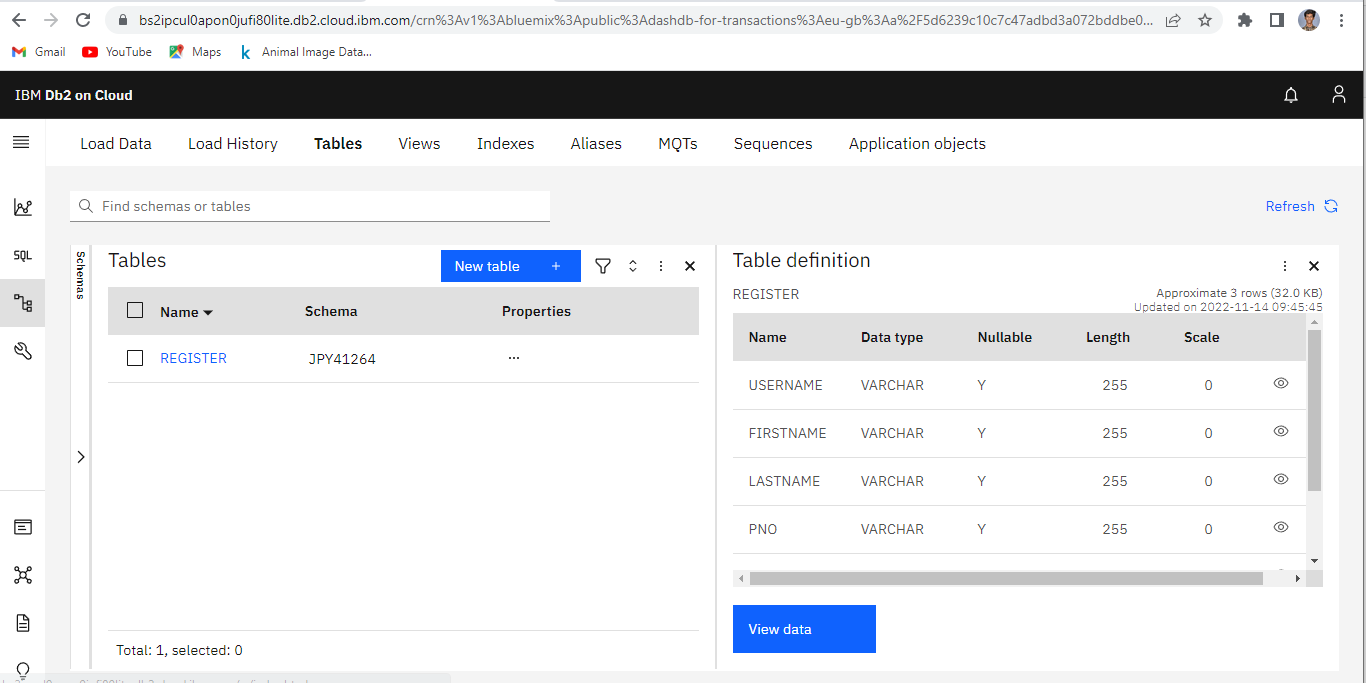 bs2ipcul0apon0jufi80lite.db2.cloud.ibm.com/crn%3Av1%3Abluemix%3Apublic%3Adashdb-for-transactions%3Aeu-gb%3Aa%2F5d6239c10c7c47adbd3a072bddbe0...
Gmail YouTube Maps Animal Image Data...
IBM Db2 on Cloud
Load Data Load History Tables Views Indexes Aliases MQTs Sequences Application objects
Find schemas or tables
Refresh
SQL
Schemas
Tables
New table +
Name Schema Properties
REGISTER JPY41264 ...
Total: 1, selected: 0
Table definition
REGISTER
Approximate 3 rows (32.0 KB)
Updated on 2022-11-14 09:45:45
Name Data type Nullable Length Scale
USERNAME VARCHAR Y 255 0
FIRSTNAME VARCHAR Y 255 0
LASTNAME VARCHAR Y 255 0
PNO VARCHAR Y 255 0
View data